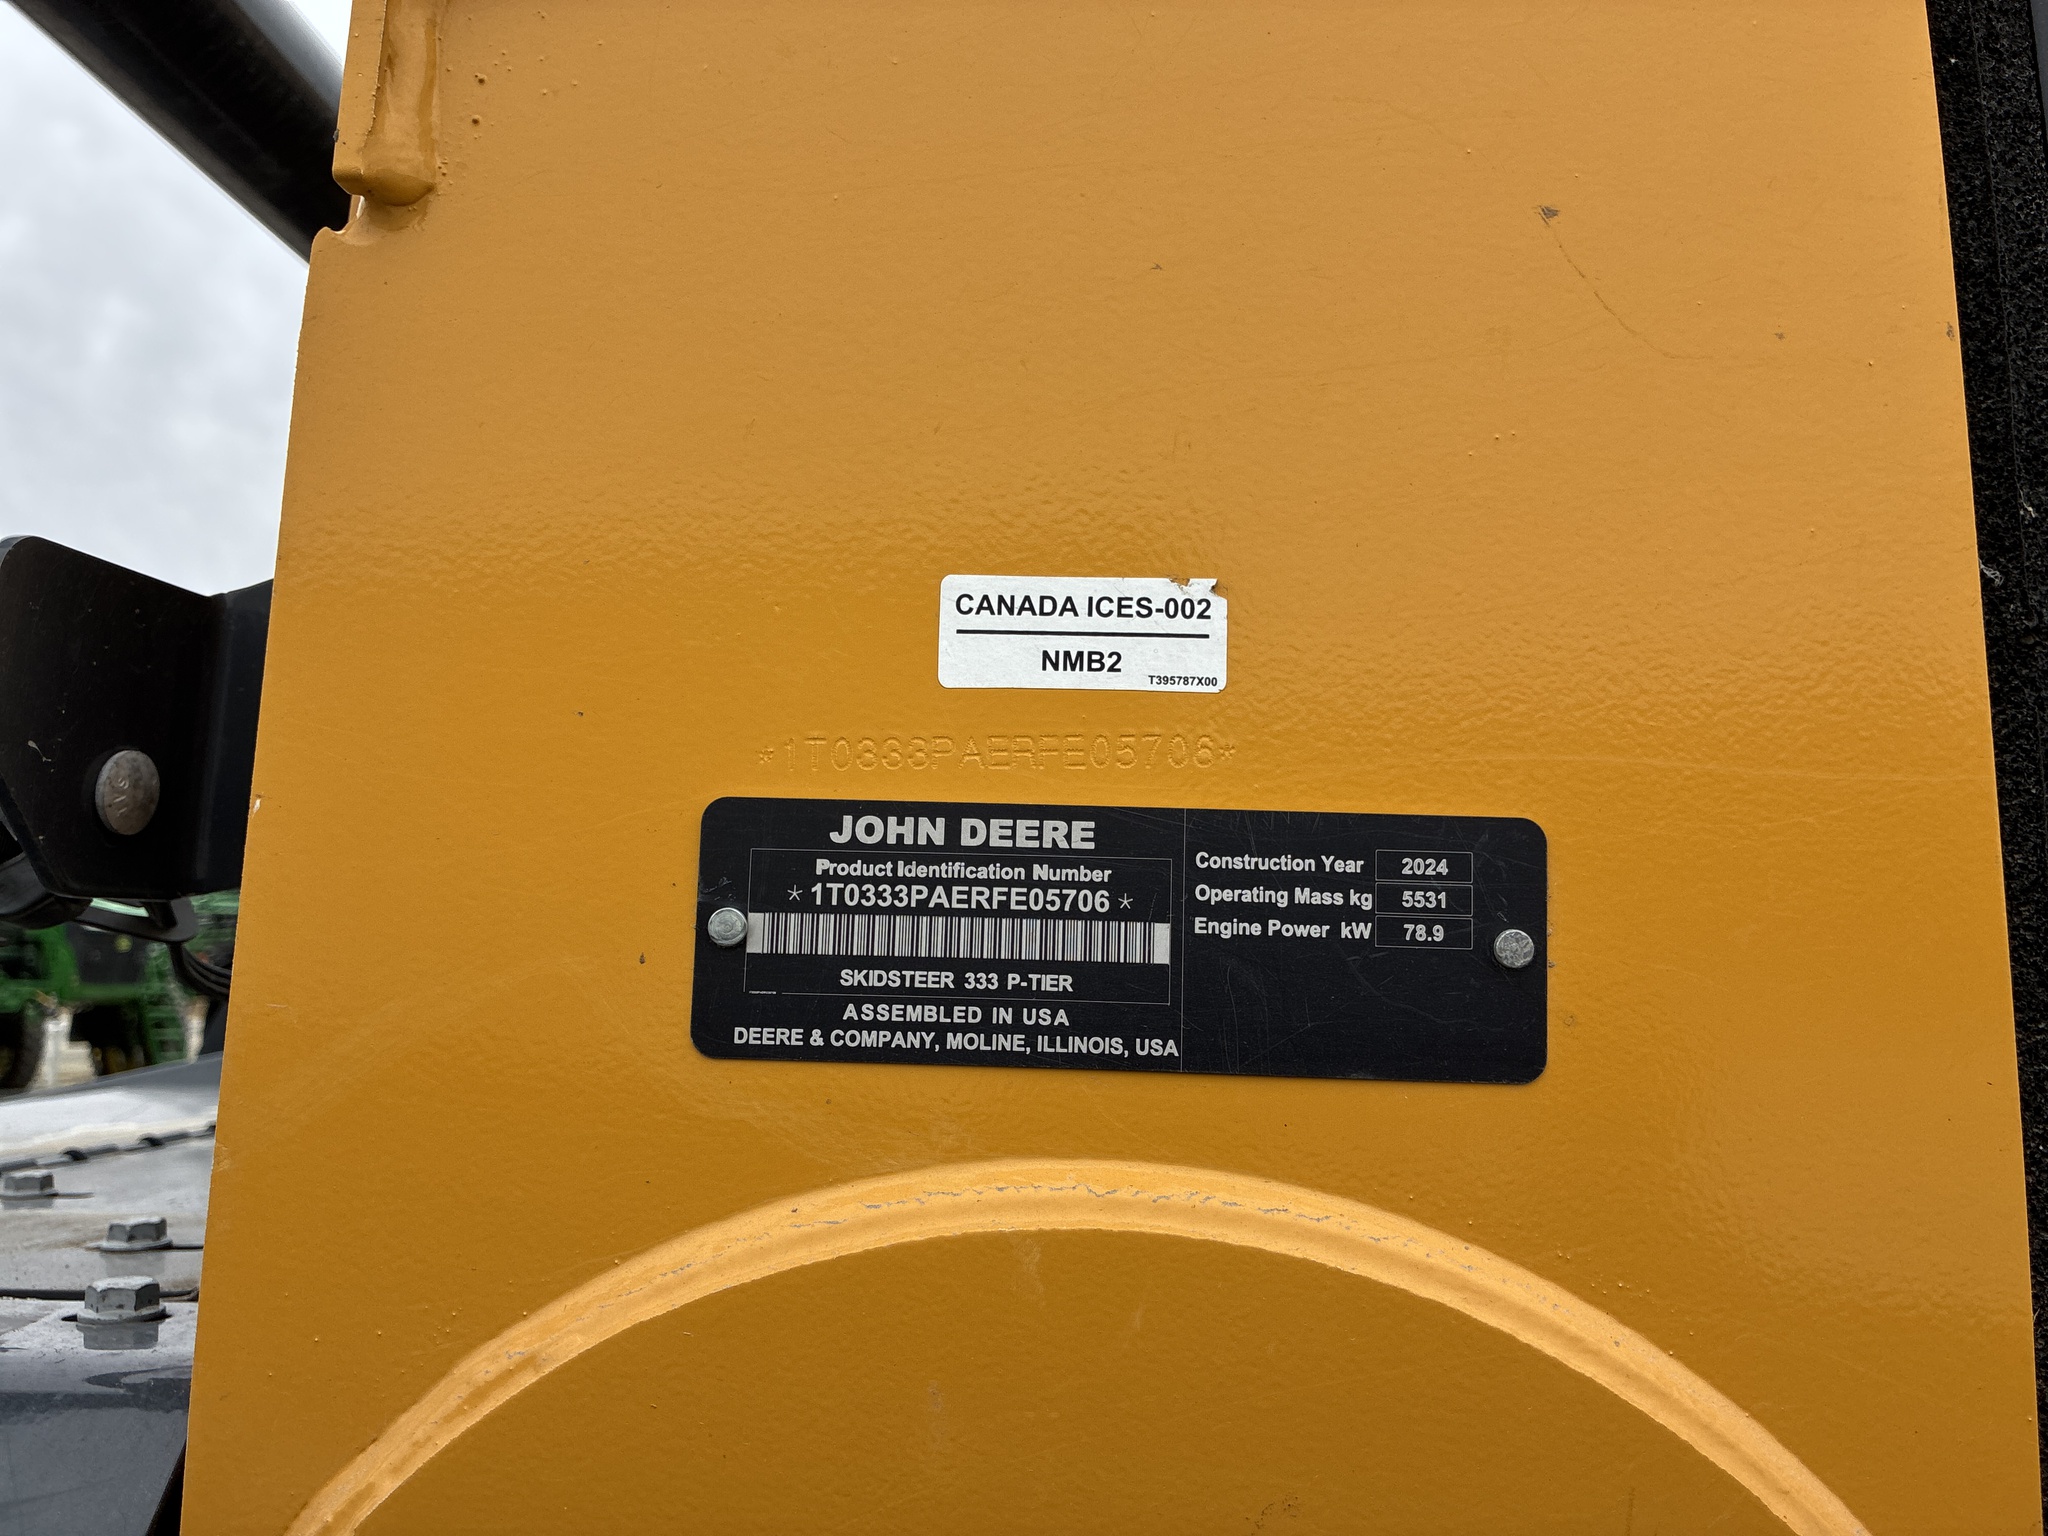 CANADA ICES-002
NMB2
T395787X00
*1T0333PAERFE05706*
JOHN DEERE
Product Identification Number
*1T0333PAERFE05706*
SKIDSTEER 333 P-TIER
ASSEMBLED IN USA
DEERE & COMPANY, MOLINE, ILLINOIS, USA
Construction Year 2024
Operating Mass kg 5531
Engine Power kW 78.9